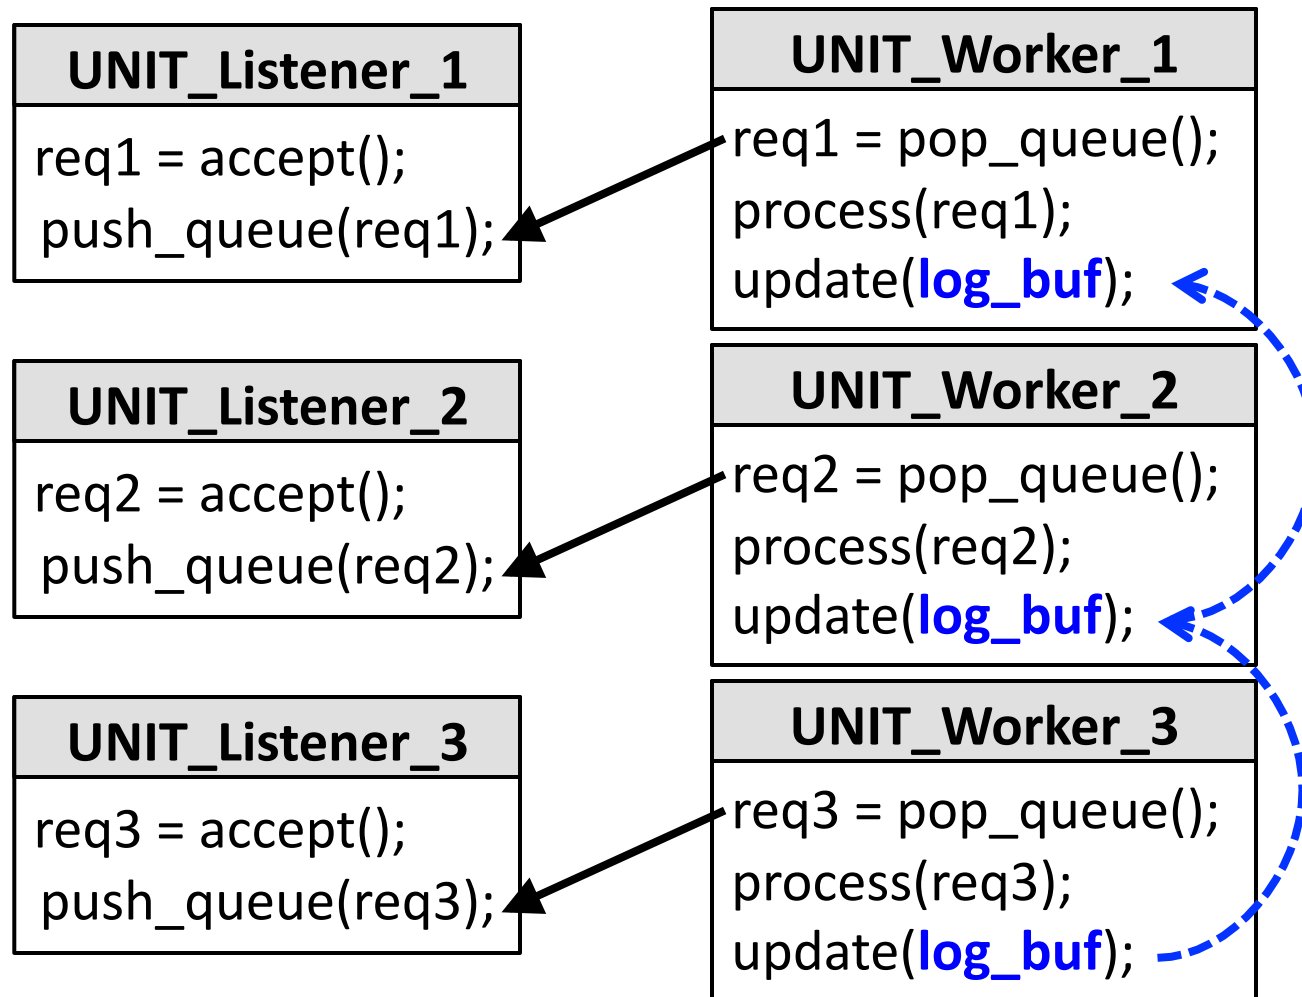 UNIT_Listener_1
req1 = accept();
push_queue(req1);
UNIT_Worker_1
req1 = pop_queue();
process(req1);
update(log_buf);
UNIT_Listener_2
req2 = accept();
push_queue(req2);
UNIT_Worker_2
req2 = pop_queue();
process(req2);
update(log_buf);
UNIT_Listener_3
req3 = accept();
push_queue(req3);
UNIT_Worker_3
req3 = pop_queue();
process(req3);
update(log_buf);